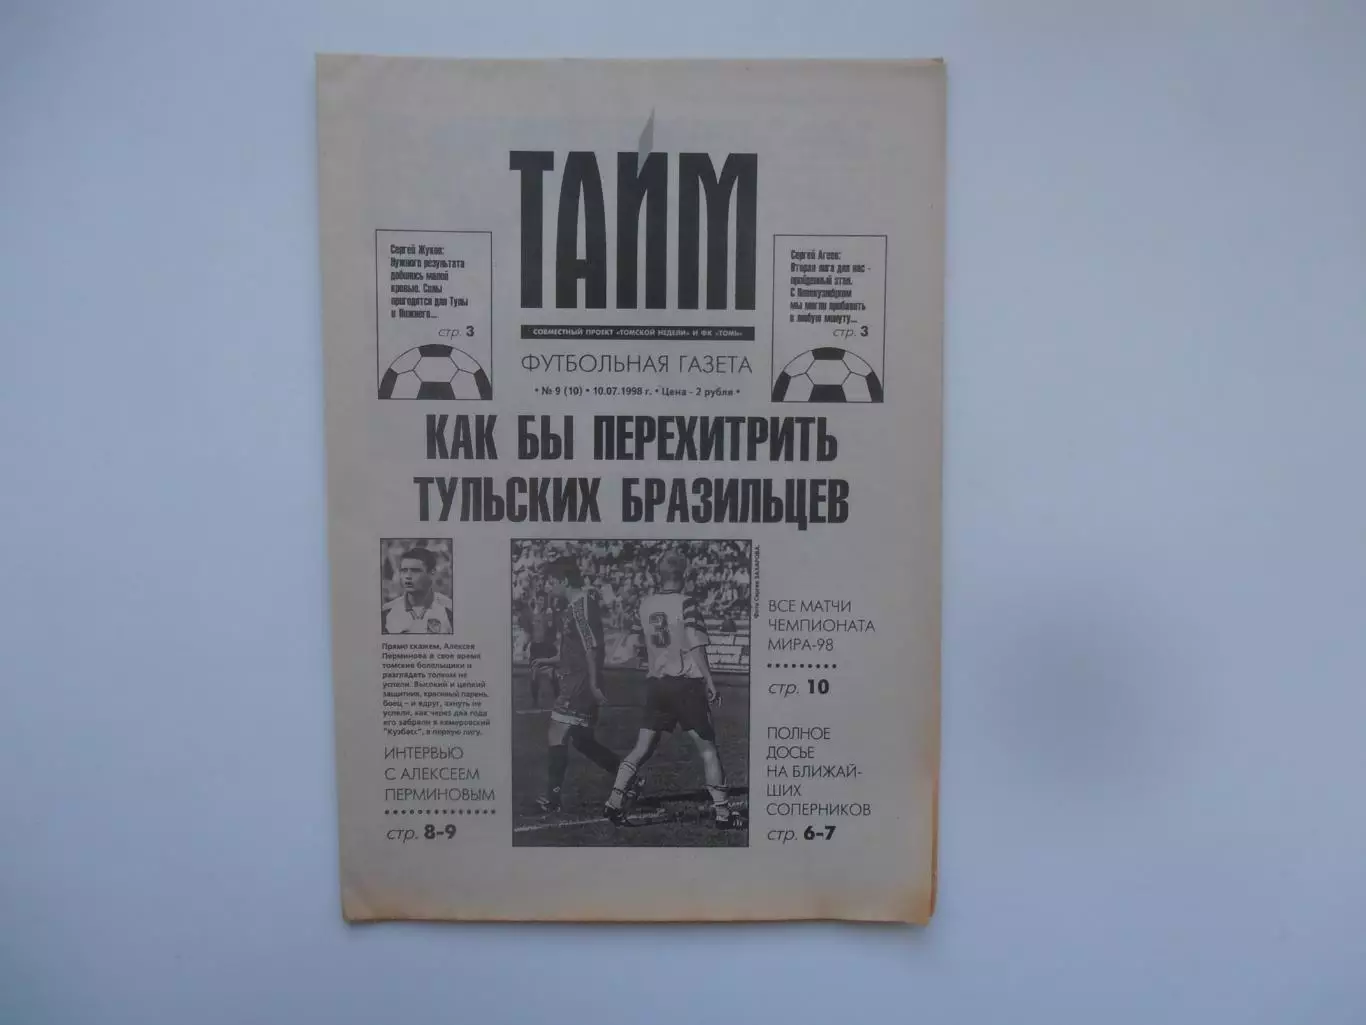 ТАЙМ
Сергей Жуков:
Нужного результата
добились малой
кровью. Силы
пригодятся для Тулы
и Нижнего...
стр. 3
Сергей Агеев:
Вторая лига для нас -
пройденный этап.
С Новокузнецком
мы могли прибавить
в любую минуту...
стр. 3
СОВМЕСТНЫЙ ПРОЕКТ «ТОМСКОЙ НЕДЕЛИ» И ФК «ТОМЬ»
ФУТБОЛЬНАЯ ГАЗЕТА
• № 9 (10) • 10.07.1998 г. • Цена - 2 рубля •
КАК БЫ ПЕРЕХИТРИТЬ
ТУЛЬСКИХ БРАЗИЛЬЦЕВ
Прямо скажем, Алексея
Перминова в свое время
томские болельщики и
разглядеть толком не
успели. Высокий и цепкий
защитник, красивый парень,
боец - и вдруг, ахнуть не
успели, как через два года
его забрали в кемеровский
"Кузбасс", в первую лигу.
ИНТЕРВЬЮ
С АЛЕКСЕЕМ
ПЕРМИНОВЫМ
стр. 8-9
3
Фото Сергея ЗАХАРОВА.
ВСЕ МАТЧИ
ЧЕМПИОНАТА
МИРА-98
стр. 10
ПОЛНОЕ
ДОСЬЕ
НА БЛИЖАЙ-
ШИХ
СОПЕРНИКОВ
стр. 6-7